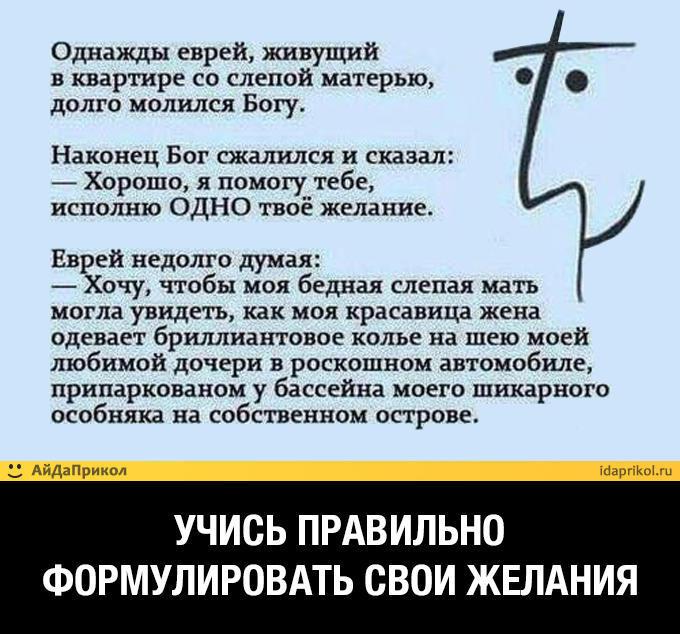 Однажды еврей, живущий
в квартире со слепой матерью,
долго молился Богу.
Наконец Бог сжалился и сказал:
— Хорошо, я помогу тебе,
исполню ОДНО твоё желание.
Еврей недолго думая:
— Хочу, чтобы моя бедная слепая мать
могла увидеть, как моя красавица жена
одевает бриллиантовое колье на шею моей
любимой дочери в роскошном автомобиле,
припаркованом у бассейна моего шикарного
особняка на собственном острове.
АйДаПрикол
idaprikol.ru
УЧИСЬ ПРАВИЛЬНО
ФОРМУЛИРОВАТЬ СВОИ ЖЕЛАНИЯ